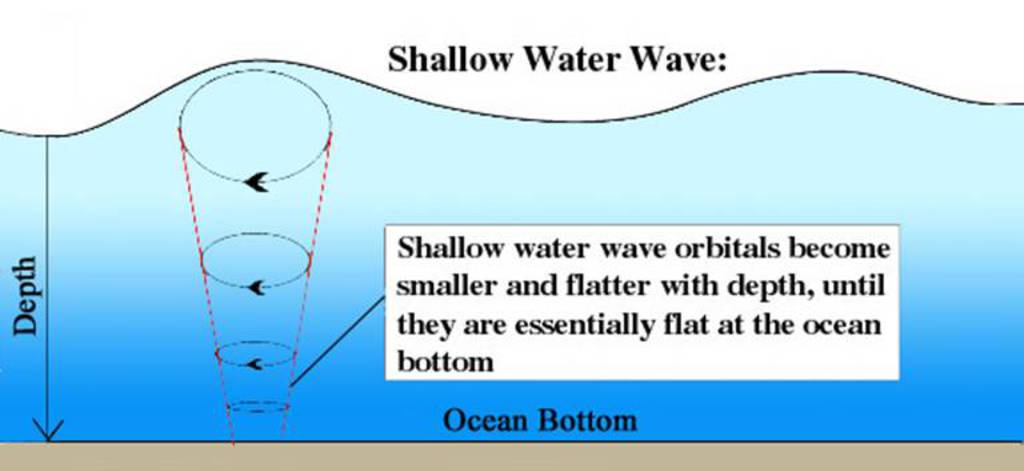 Shallow Water Wave:
Shallow water wave orbitals become
smaller and flatter with depth, until
they are essentially flat at the ocean
bottom
Depth
Ocean Bottom